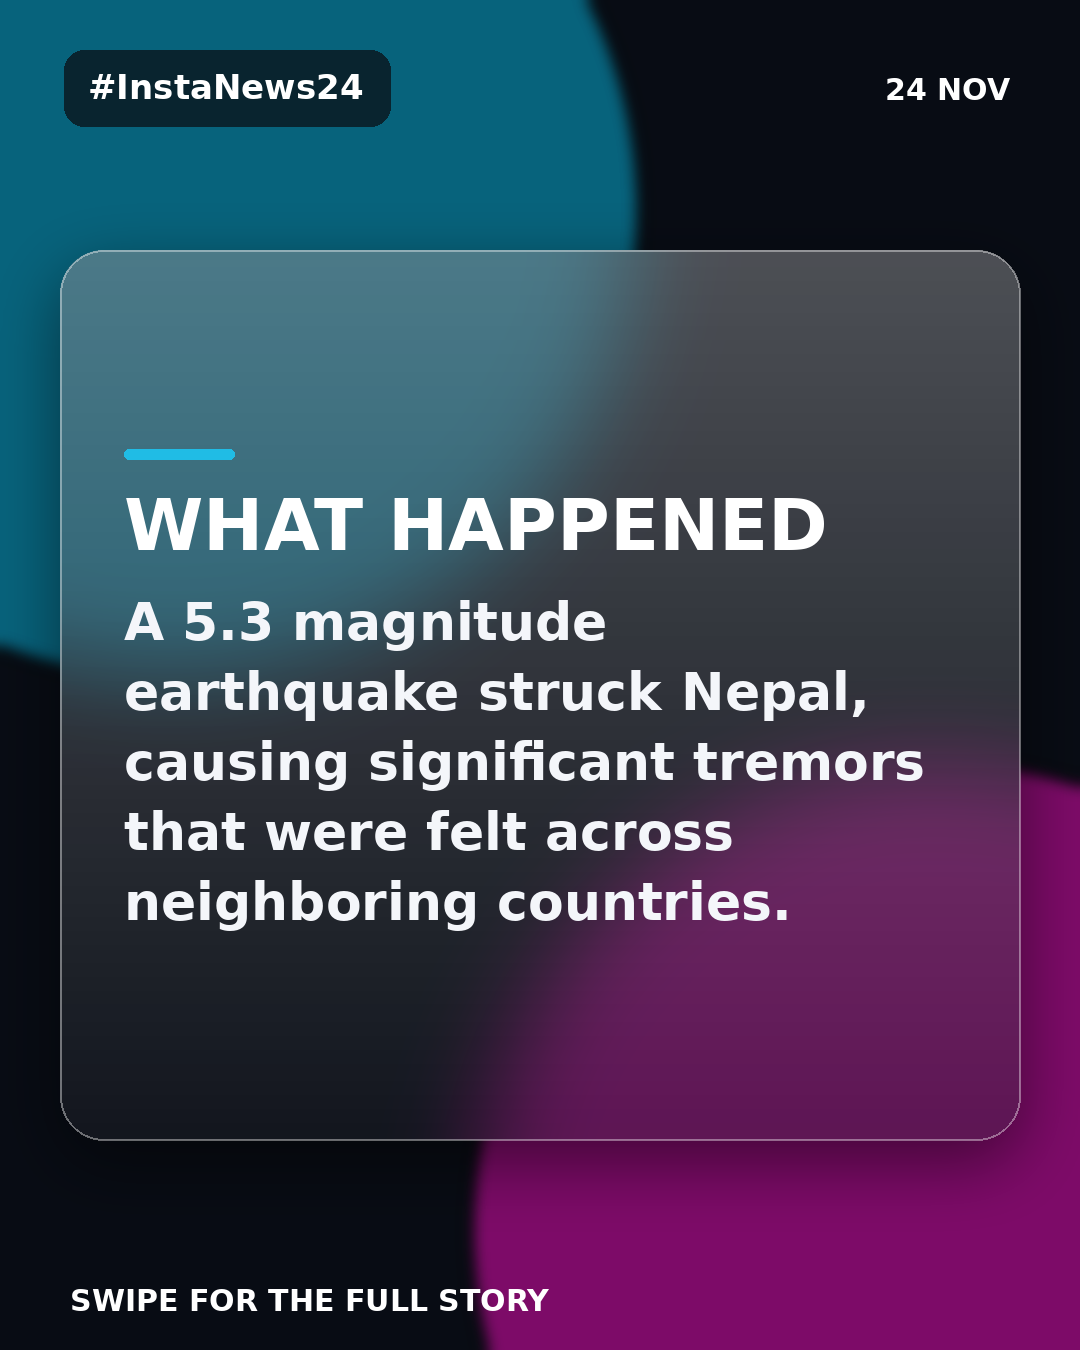 #InstaNews24
24 NOV
WHAT HAPPENED
A 5.3 magnitude
earthquake struck Nepal,
causing significant tremors
that were felt across
neighboring countries.
SWIPE FOR THE FULL STORY